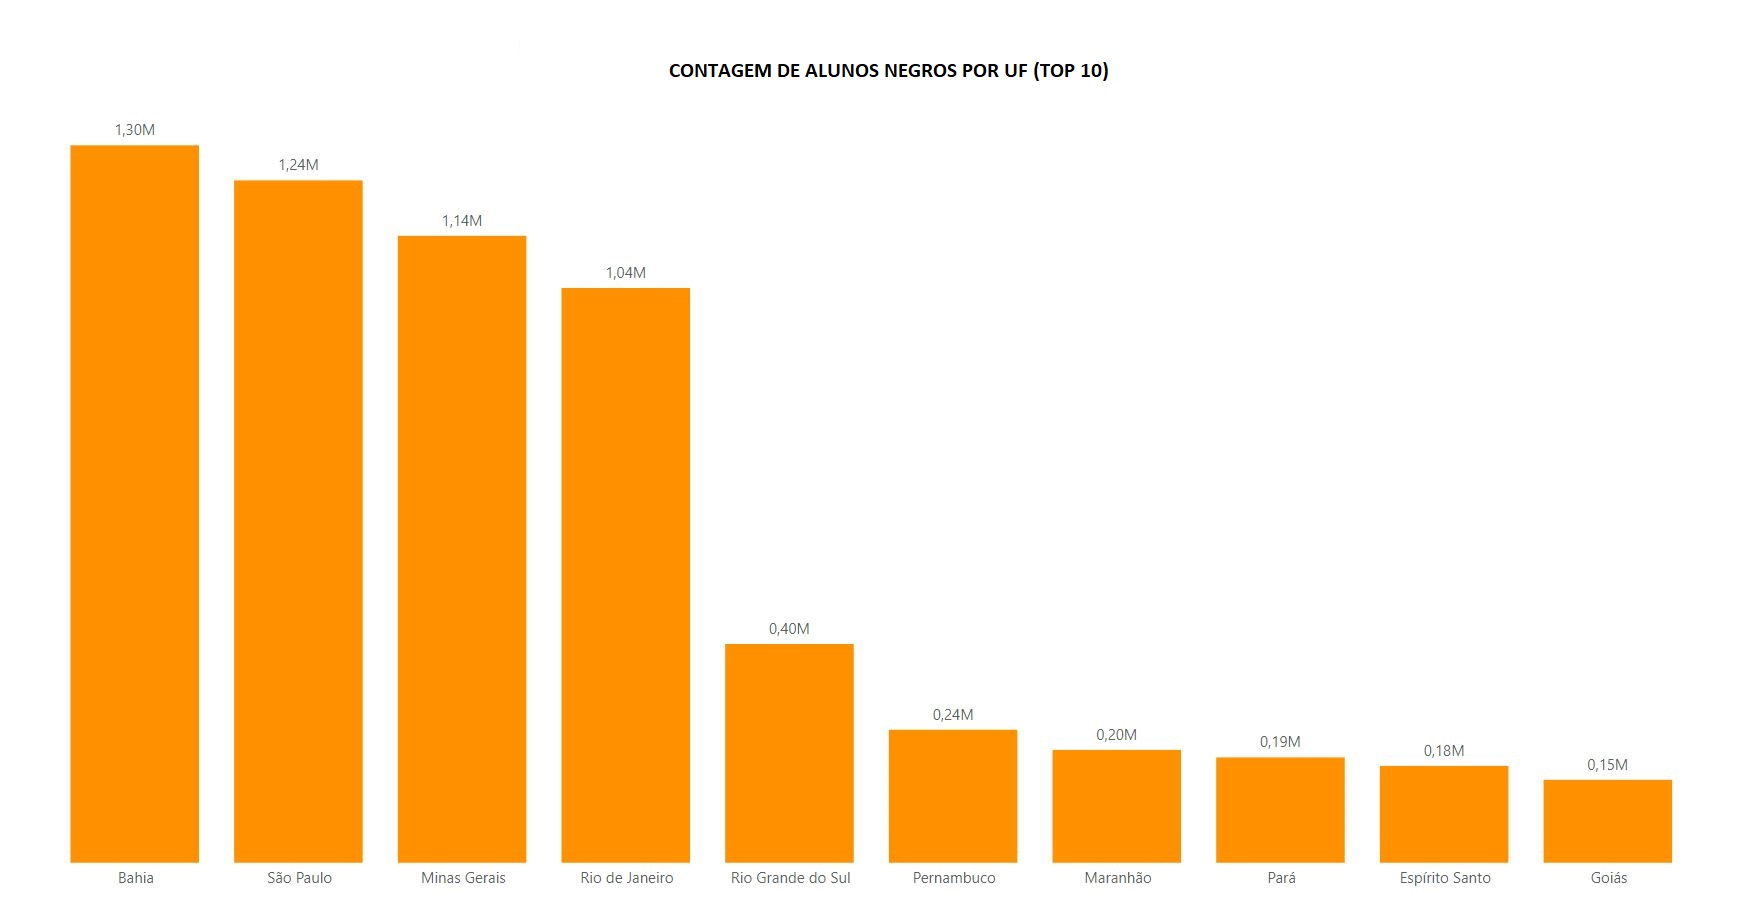 CONTAGEM DE ALUNOS NEGROS POR UF (TOP 10)
1,30M
1,24M
1,14M
1,04M
0,40M
0,24M
0,20M
0,19M
0,18M
0,15M
Bahia
São Paulo
Minas Gerais
Rio de Janeiro
Rio Grande do Sul
Pernambuco
Maranhão
Pará
Espírito Santo
Goiás